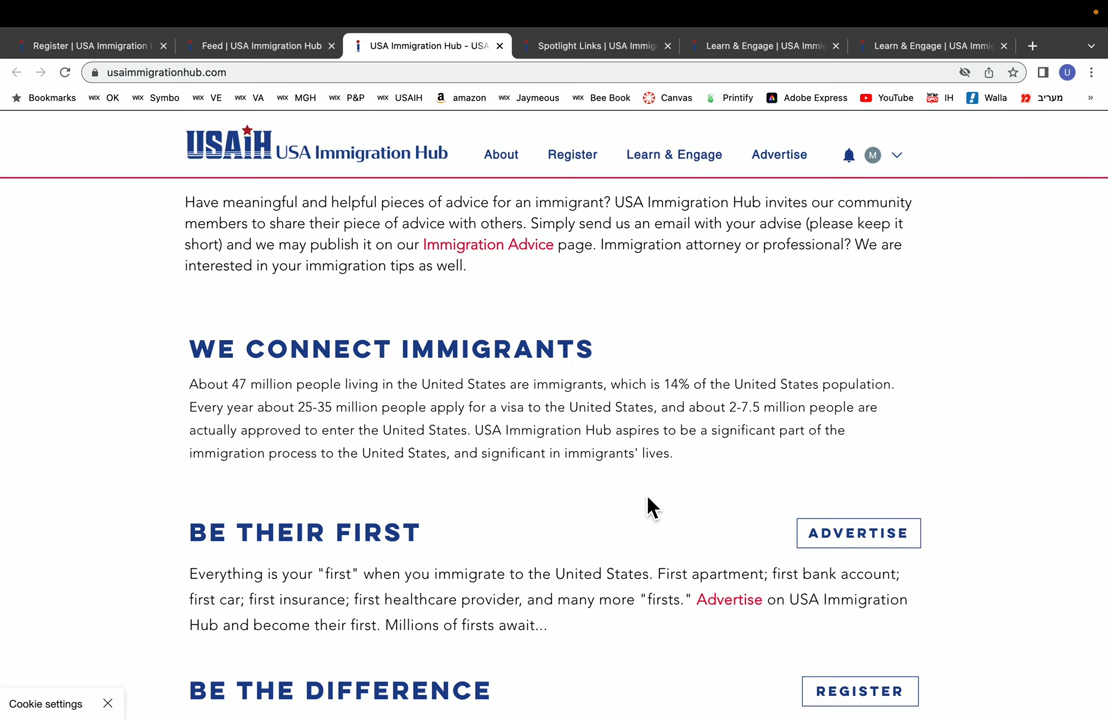 Register | USA Immigration H
Feed | USA Immigration Hub
USA Immigration Hub - USA
Spotlight Links | USA Immig
Learn & Engage | USA Immi
Learn & Engage | USA Immi
usaimmigrationhub.com
U
Bookmarks
WIX OK
WIX Symbo
WIX VE
WIX VA
WIX MGH
WIX P&P
WIX USAIH
a amazon
WIX Jaymeous
WIX Bee Book
Canvas
Printify
Adobe Express
YouTube
IH
Walla
מעריב
»
USAiH USA Immigration Hub
About
Register
Learn & Engage
Advertise
M
Have meaningful and helpful pieces of advice for an immigrant? USA Immigration Hub invites our community
members to share their piece of advice with others. Simply send us an email with your advise (please keep it
short) and we may publish it on our Immigration Advice page. Immigration attorney or professional? We are
interested in your immigration tips as well.
WE CONNECT IMMIGRANTS
About 47 million people living in the United States are immigrants, which is 14% of the United States population.
Every year about 25-35 million people apply for a visa to the United States, and about 2-7.5 million people are
actually approved to enter the United States. USA Immigration Hub aspires to be a significant part of the
immigration process to the United States, and significant in immigrants' lives.
BE THEIR FIRST
ADVERTISE
Everything is your "first" when you immigrate to the United States. First apartment; first bank account;
first car; first insurance; first healthcare provider, and many more "firsts." Advertise on USA Immigration
Hub and become their first. Millions of firsts await...
BE THE DIFFERENCE
REGISTER
Cookie settings